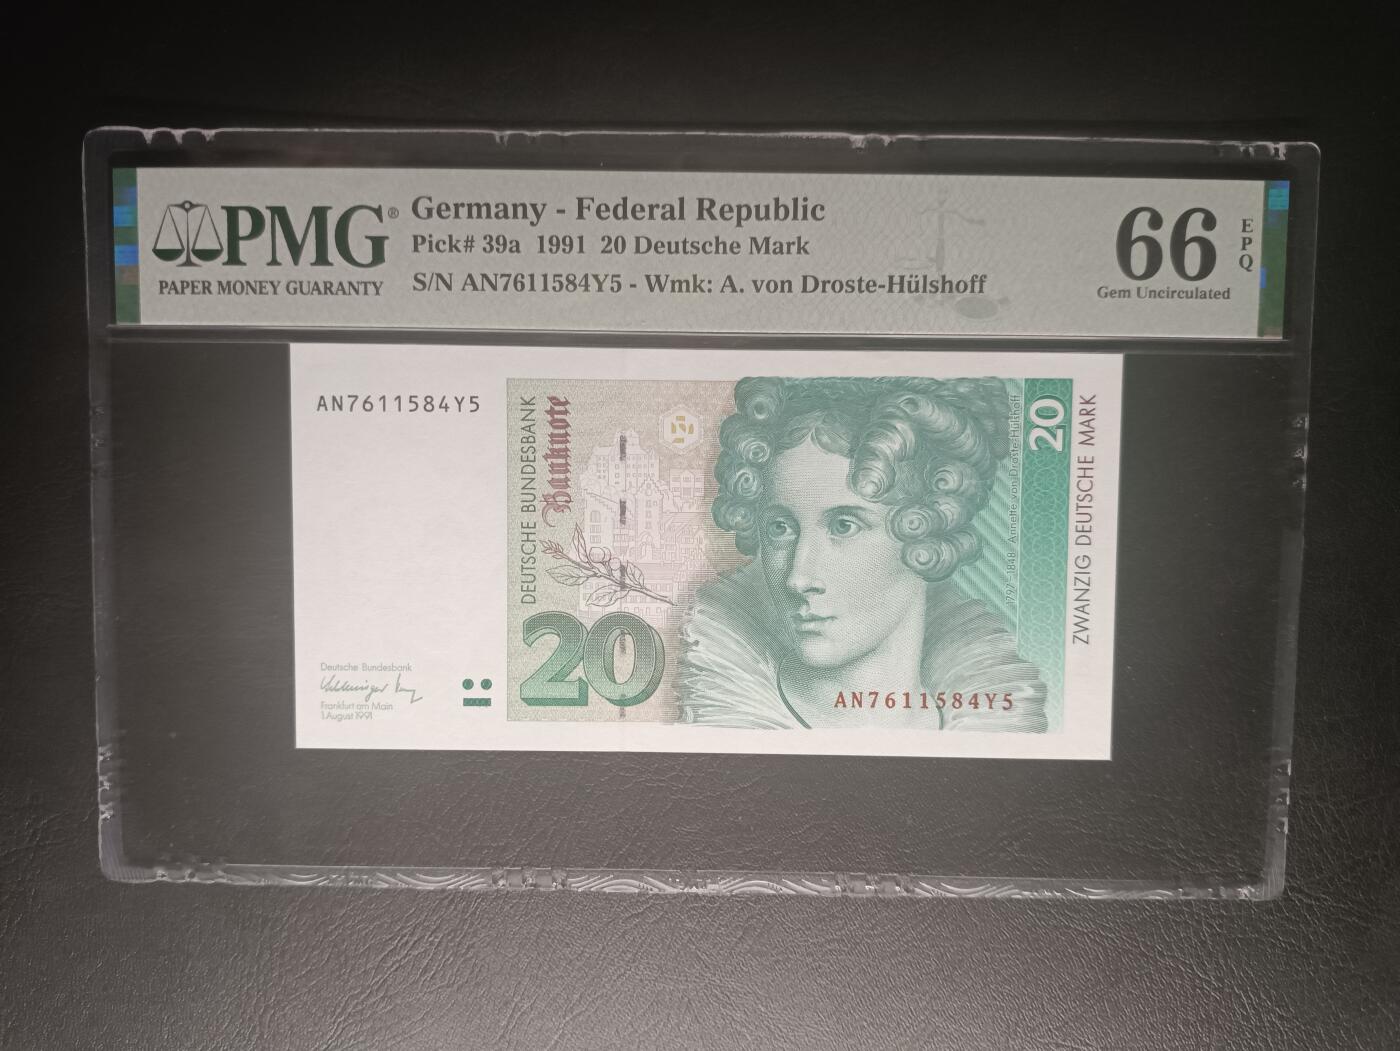 PMG®
PAPER MONEY GUARANTY
Germany - Federal Republic
Pick# 39a 1991 20 Deutsche Mark
S/N AN7611584Y5 - Wmk: A. von Droste-Hülshoff
66
EPQ
Gem Uncirculated
AN7611584Y5
DEUTSCHE BUNDESBANK
Banknote
20
Deutsche Bundesbank
Frankfurt am Main
1. August 1991
1797-1848 Annette von Droste-Hülshoff
20
ZWANZIG DEUTSCHE MARK
AN7611584Y5